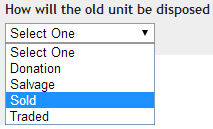 How will the old unit be disposed
Select One
Select One
Donation
Salvage
Sold
Traded